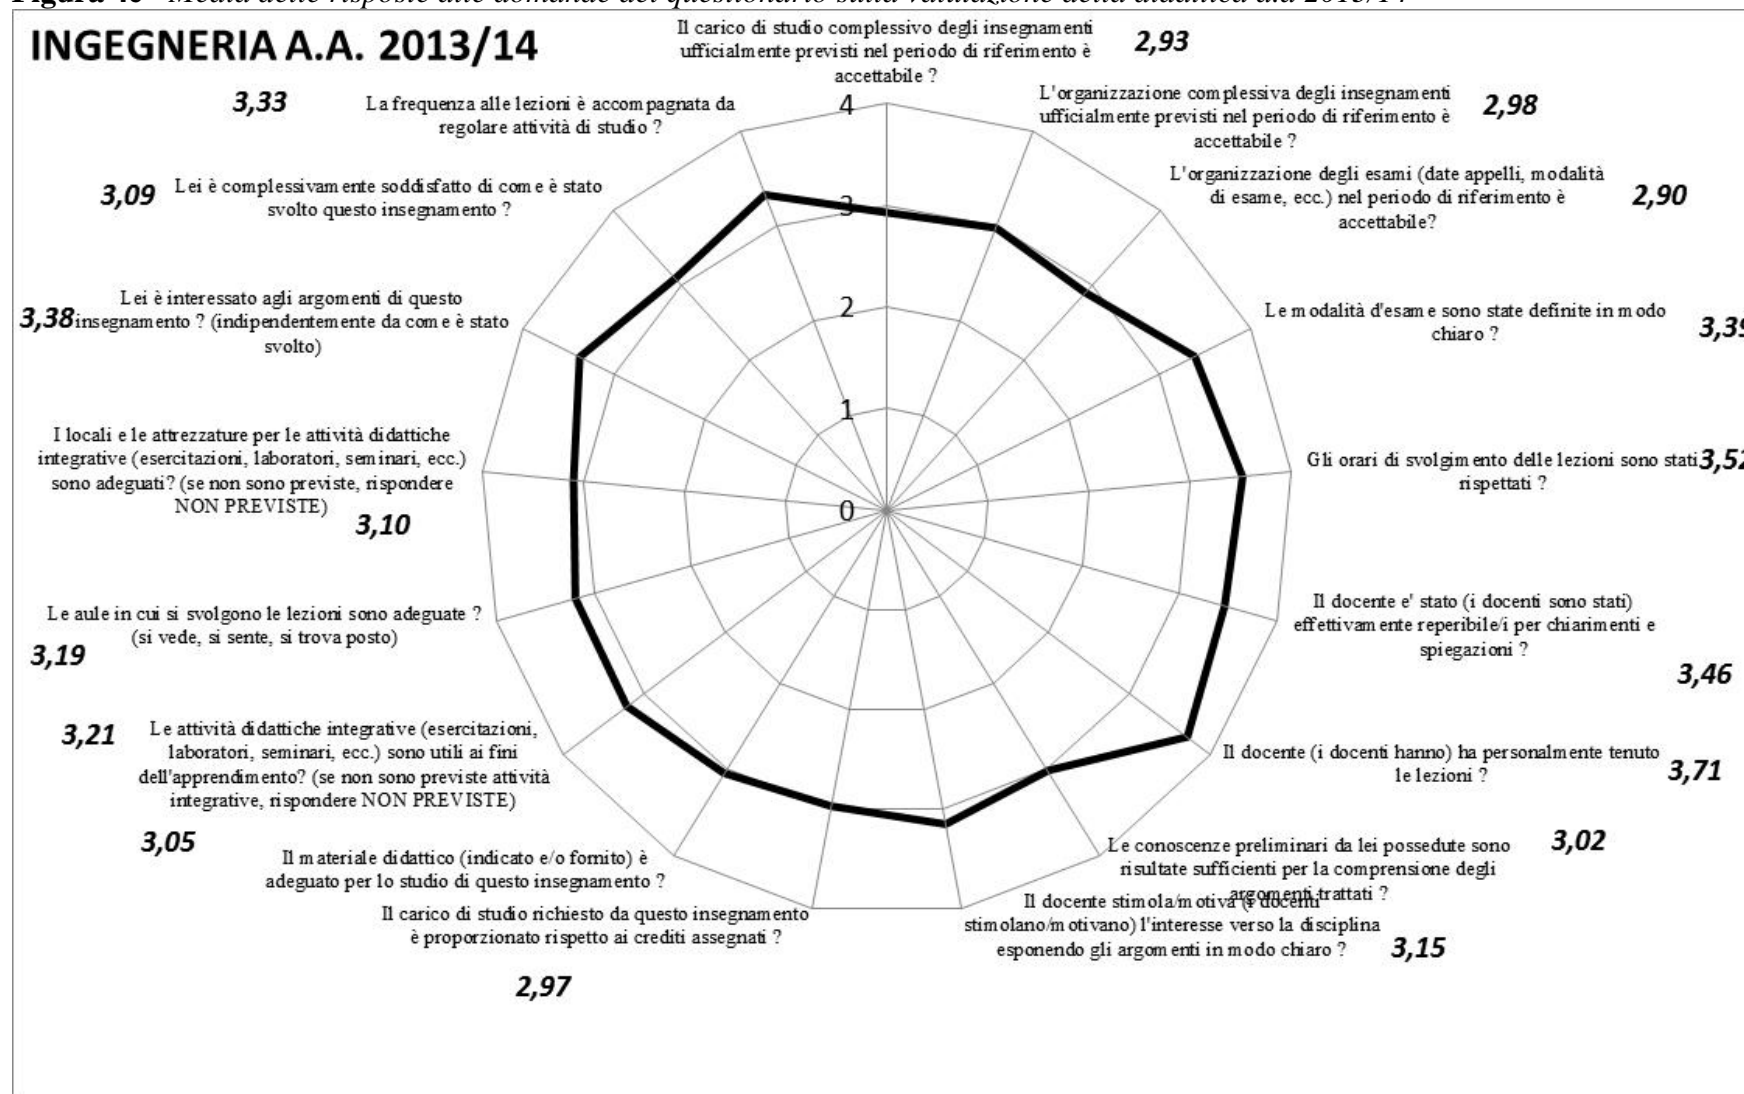 INGEGNERIA A.A. 2013/14
Il carico di studio complessivo degli insegnamenti
ufficialmente previsti nel periodo di riferimento è
accettabile ?
2,93
L'organizzazione complessiva degli insegnamenti
ufficialmente previsti nel periodo di riferimento è
accettabile ?
2,98
L'organizzazione degli esami (date appelli, modalità
di esame, ecc.) nel periodo di riferimento è
accettabile?
2,90
Le modalità d'esame sono state definite in modo
chiaro ?
3,39
Gli orari di svolgimento delle lezioni sono stati
rispettati ?
3,52
Il docente e' stato (i docenti sono stati)
effettivamente reperibile/i per chiarimenti e
spiegazioni ?
3,46
Il docente (i docenti hanno) ha personalmente tenuto
le lezioni ?
3,71
Le conoscenze preliminari da lei possedute sono
risultate sufficienti per la comprensione degli
argomenti trattati ?
3,02
Il docente stimola/motiva (i docenti
stimolano/motivano) l'interesse verso la disciplina
esponendo gli argomenti in modo chiaro ?
3,15
Il carico di studio richiesto da questo insegnamento
è proporzionato rispetto ai crediti assegnati ?
2,97
Il materiale didattico (indicato e/o fornito) è
adeguato per lo studio di questo insegnamento ?
3,05
Le attività didattiche integrative (esercitazioni,
laboratori, seminari, ecc.) sono utili ai fini
dell'apprendimento? (se non sono previste attività
integrative, rispondere NON PREVISTE)
3,21
Le aule in cui si svolgono le lezioni sono adeguate ?
(si vede, si sente, si trova posto)
3,19
I locali e le attrezzature per le attività didattiche
integrative (esercitazioni, laboratori, seminari, ecc.)
sono adeguati? (se non sono previste, rispondere
NON PREVISTE)
3,10
Lei è interessato agli argomenti di questo
insegnamento ? (indipendentemente da come è stato
svolto)
3,38
Lei è complessivamente soddisfatto di come è stato
svolto questo insegnamento ?
3,09
La frequenza alle lezioni è accompagnata da
regolare attività di studio ?
3,33
4
3
2
1
0